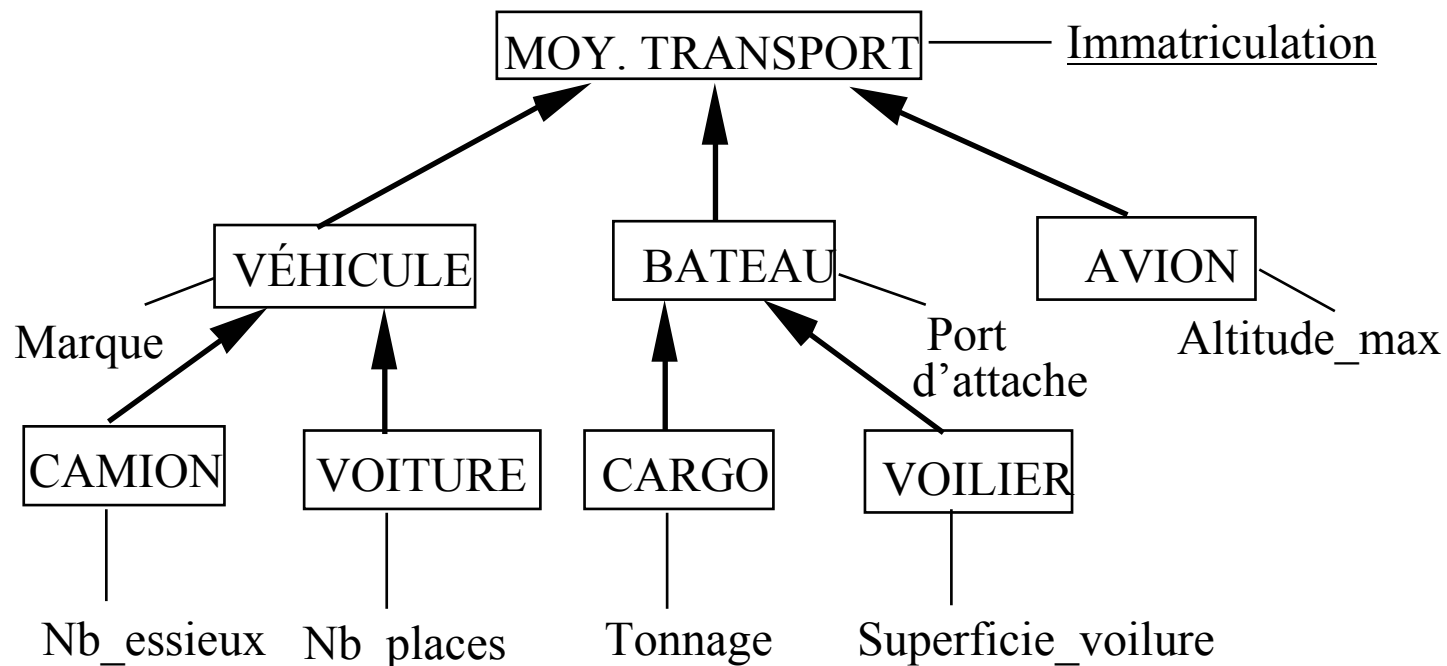 MOY. TRANSPORT
Immatriculation
VÉHICULE
BATEAU
AVION
Marque
Port
d’attache
Altitude_max
CAMION
VOITURE
CARGO
VOILIER
Nb_essieux
Nb places
Tonnage
Superficie_voilure